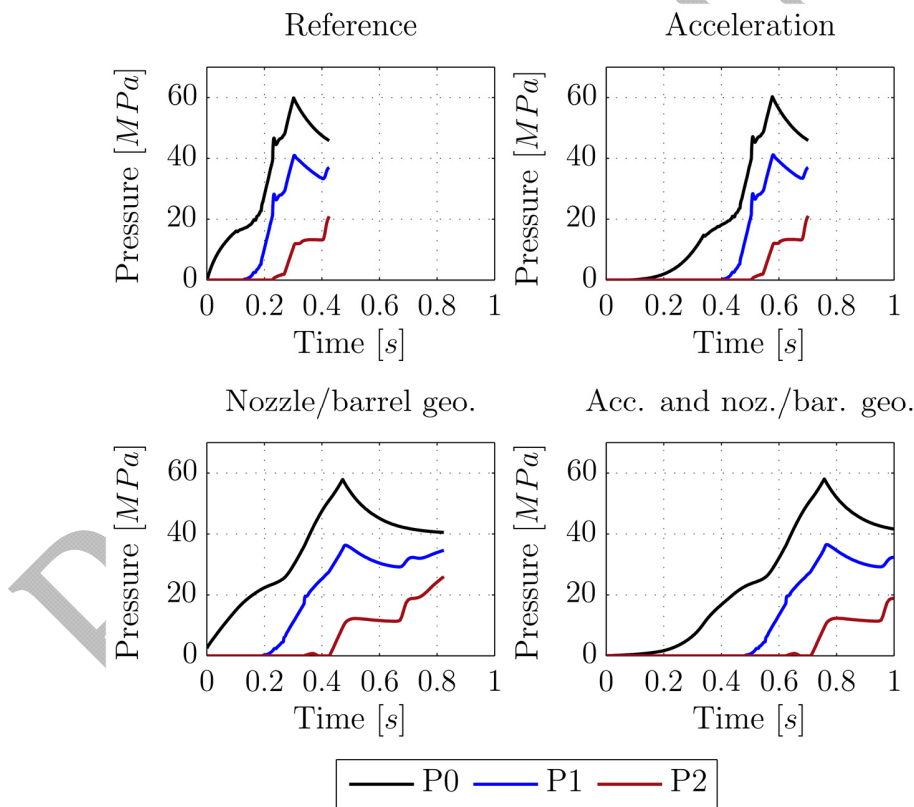 Reference
Acceleration
Pressure [MPa]
60
40
20
0
0 0.2 0.4 0.6 0.8 1
Time [s]
Pressure [MPa]
60
40
20
0
0 0.2 0.4 0.6 0.8 1
Time [s]
Nozzle/barrel geo.
Acc. and noz./bar. geo.
Pressure [MPa]
60
40
20
0
0 0.2 0.4 0.6 0.8 1
Time [s]
Pressure [MPa]
60
40
20
0
0 0.2 0.4 0.6 0.8 1
Time [s]
P0 P1 P2